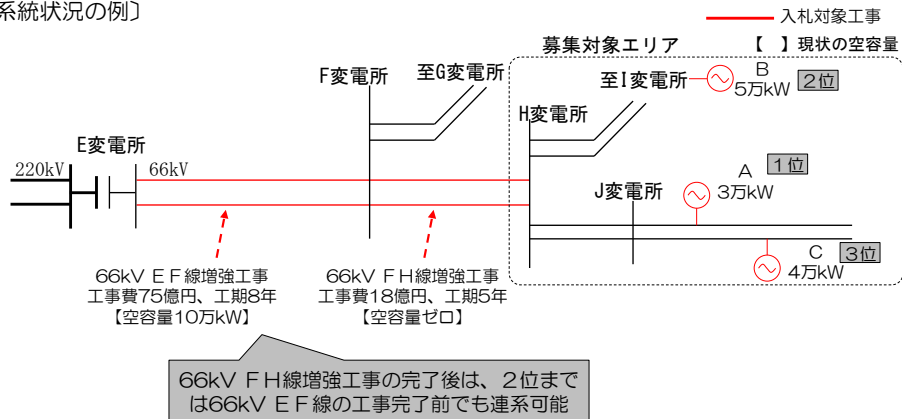 系統状況の例〕
入札対象工事
【　】現状の空容量
募集対象エリア
F変電所
至G変電所
至I変電所
B
5万kW
2位
H変電所
E変電所
220kV
66kV
J変電所
A
1位
3万kW
C
3位
4万kW
66kV EF線増強工事
工事費75億円、工期8年
【空容量10万kW】
66kV FH線増強工事
工事費18億円、工期5年
【空容量ゼロ】
66kV FH線増強工事の完了後は、2位まで
は66kV EF線の工事完了前でも連系可能